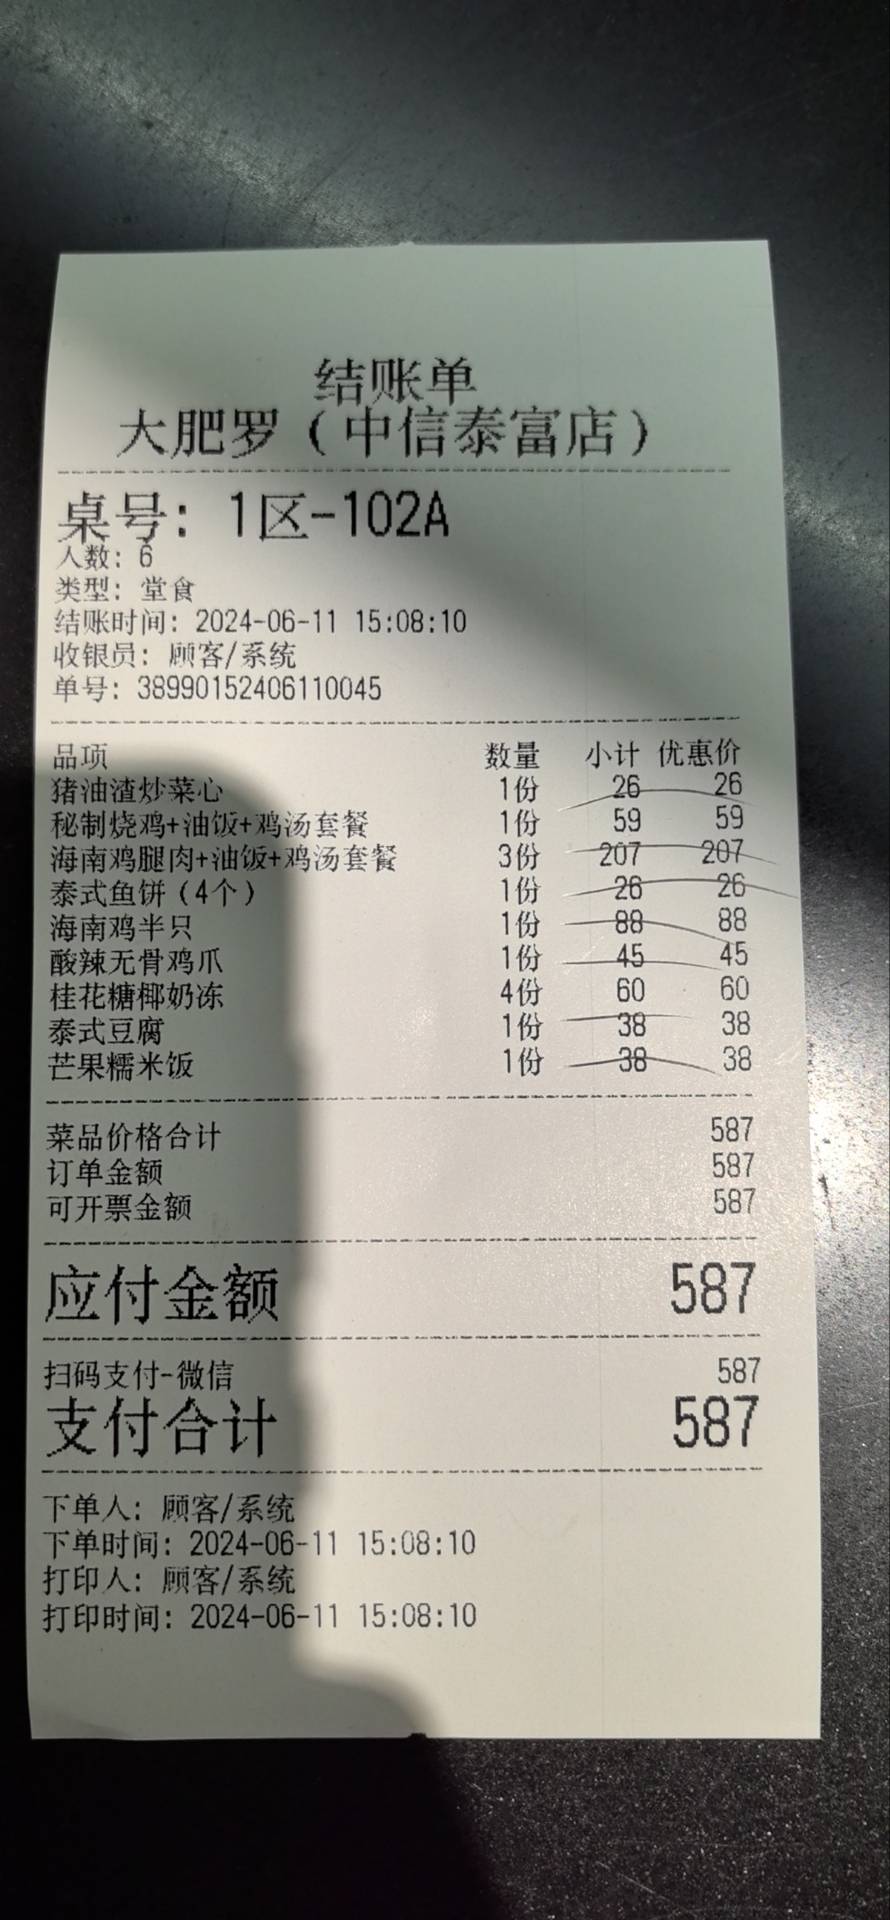 结账单
大肥罗（中信泰富店）
桌号：1区-102A
人数：6
类型：堂食
结账时间：2024-06-11 15:08:10
收银员：顾客/系统
单号：38990152406110045
品项 数量 小计 优惠价
猪油渣炒菜心 1份 26 26
秘制烧鸡+油饭+鸡汤套餐 1份 59 59
海南鸡腿肉+油饭+鸡汤套餐 3份 207 207
泰式鱼饼（4个） 1份 26 26
海南鸡半只 1份 88 88
酸辣无骨鸡爪 1份 45 45
桂花糖椰奶冻 4份 60 60
泰式豆腐 1份 38 38
芒果糯米饭 1份 38 38
菜品价格合计 587
订单金额 587
可开票金额 587
应付金额 587
扫码支付-微信 587
支付合计 587
下单人：顾客/系统
下单时间：2024-06-11 15:08:10
打印人：顾客/系统
打印时间：2024-06-11 15:08:10